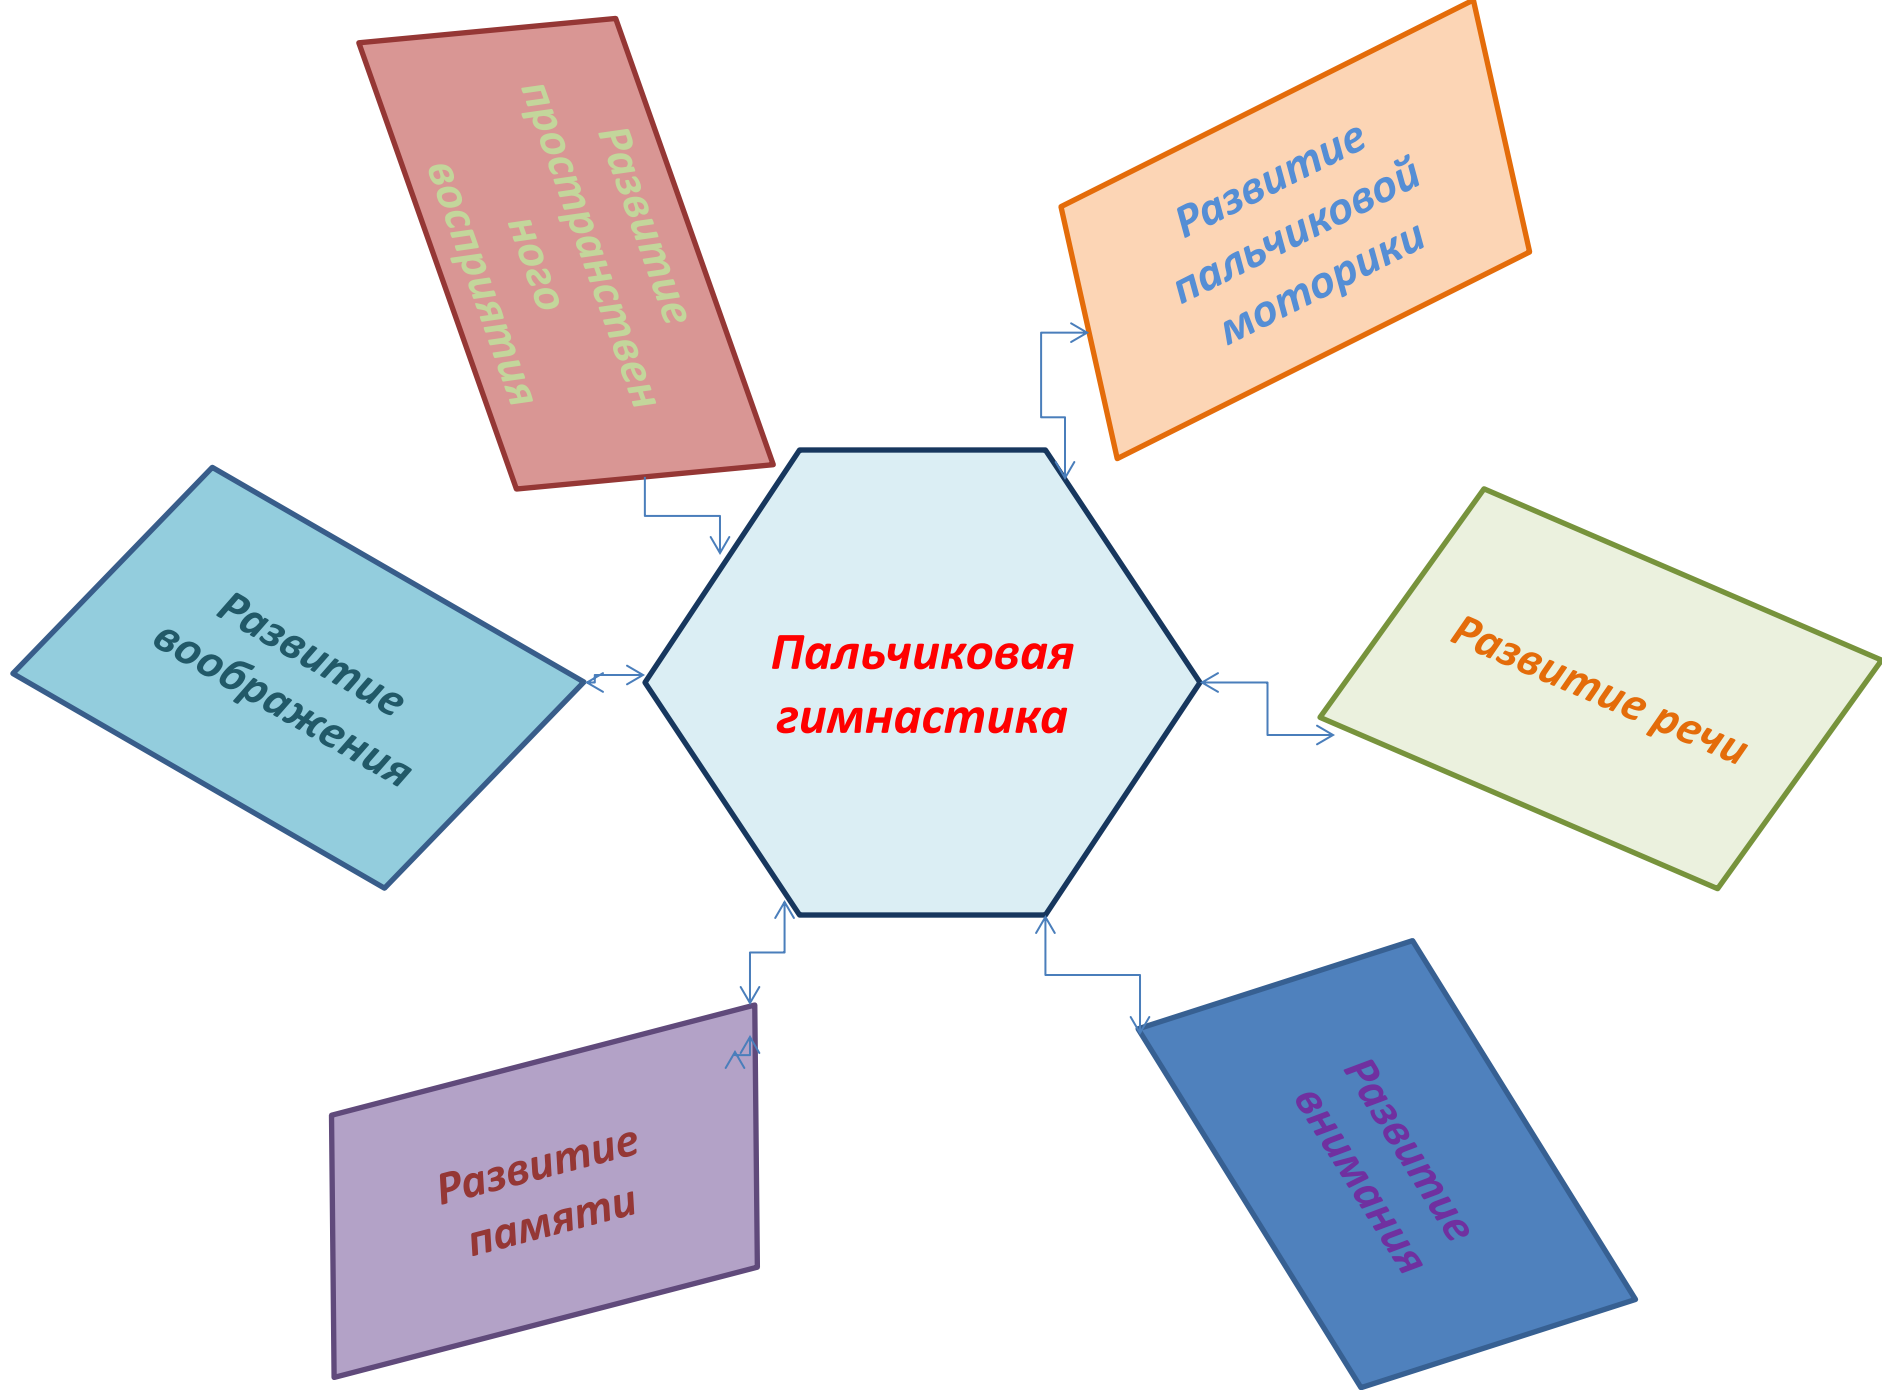 Развитие
пространствен
ного
восприятия
Развитие
пальчиковой
моторики
Развитие
воображения
Пальчиковая
гимнастика
Развитие речи
Развитие
памяти
Развитие
внимания